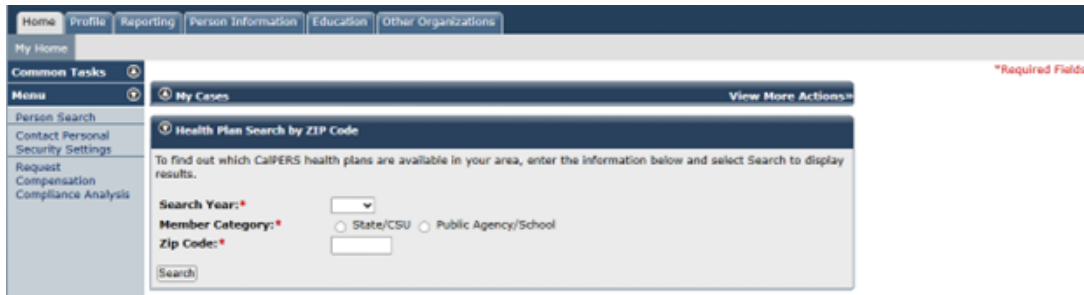 Home Profile Reporting Person Information Education Other Organizations
My Home
Common Tasks
*Required Fields
Menu
My Cases View More Actions»
Person Search
Contact Personal
Security Settings
Request
Compensation
Compliance Analysis
Health Plan Search by ZIP Code
To find out which CalPERS health plans are available in your area, enter the information below and select Search to display
results.
Search Year:*
Member Category:* State/CSU Public Agency/School
Zip Code:*
Search